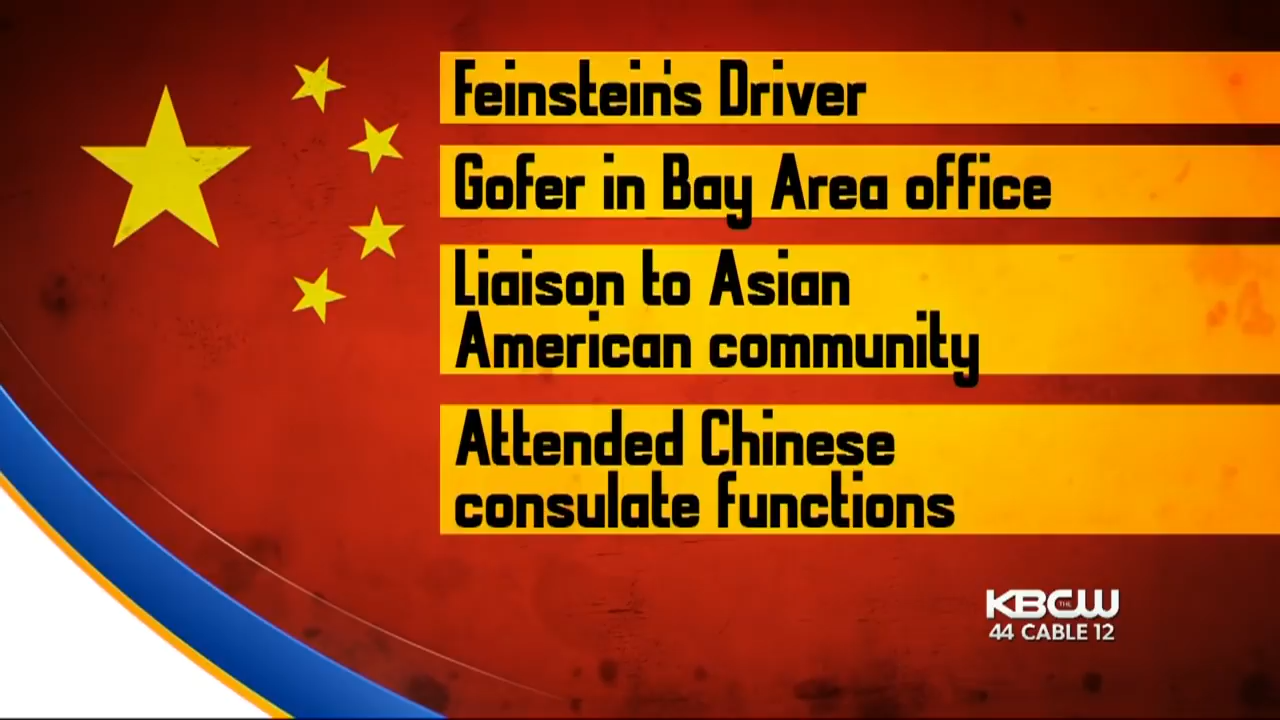 Feinstein's Driver
Gofer in Bay Area office
Liaison to Asian
American community
Attended Chinese
consulate functions
KBCW
THE
44 CABLE 12